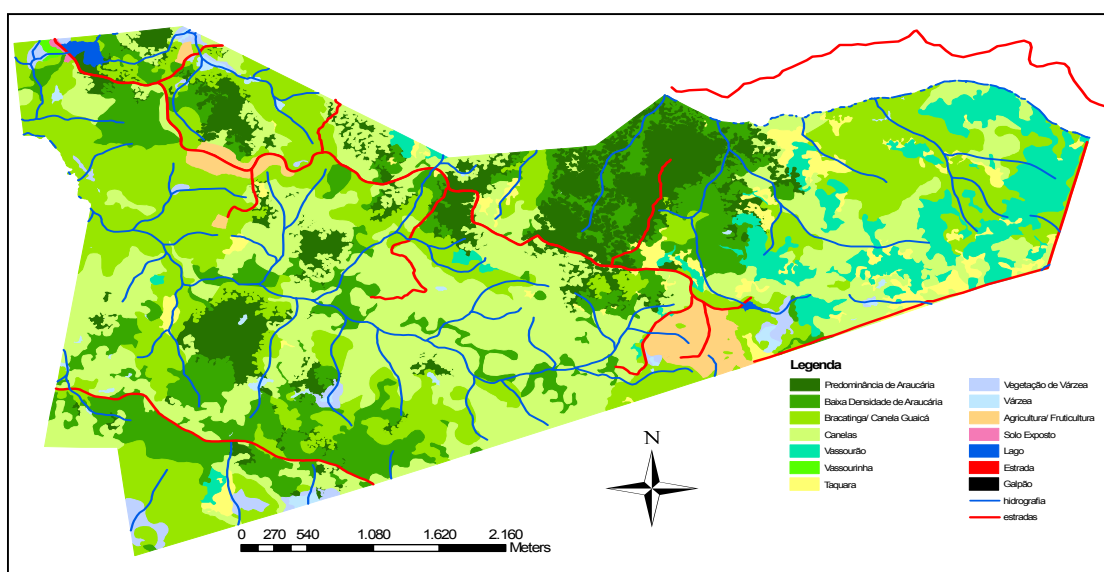 N
0 270 540 1.080 1.620 2.160
Meters
Legenda
Predominância de Araucária
Baixa Densidade de Araucária
Bracatinga/ Canela Guaicá
Canelas
Vassourão
Vassourinha
Taquara
Vegetação de Várzea
Várzea
Agricultura/ Fruticultura
Solo Exposto
Lago
Estrada
Galpão
hidrografia
estradas